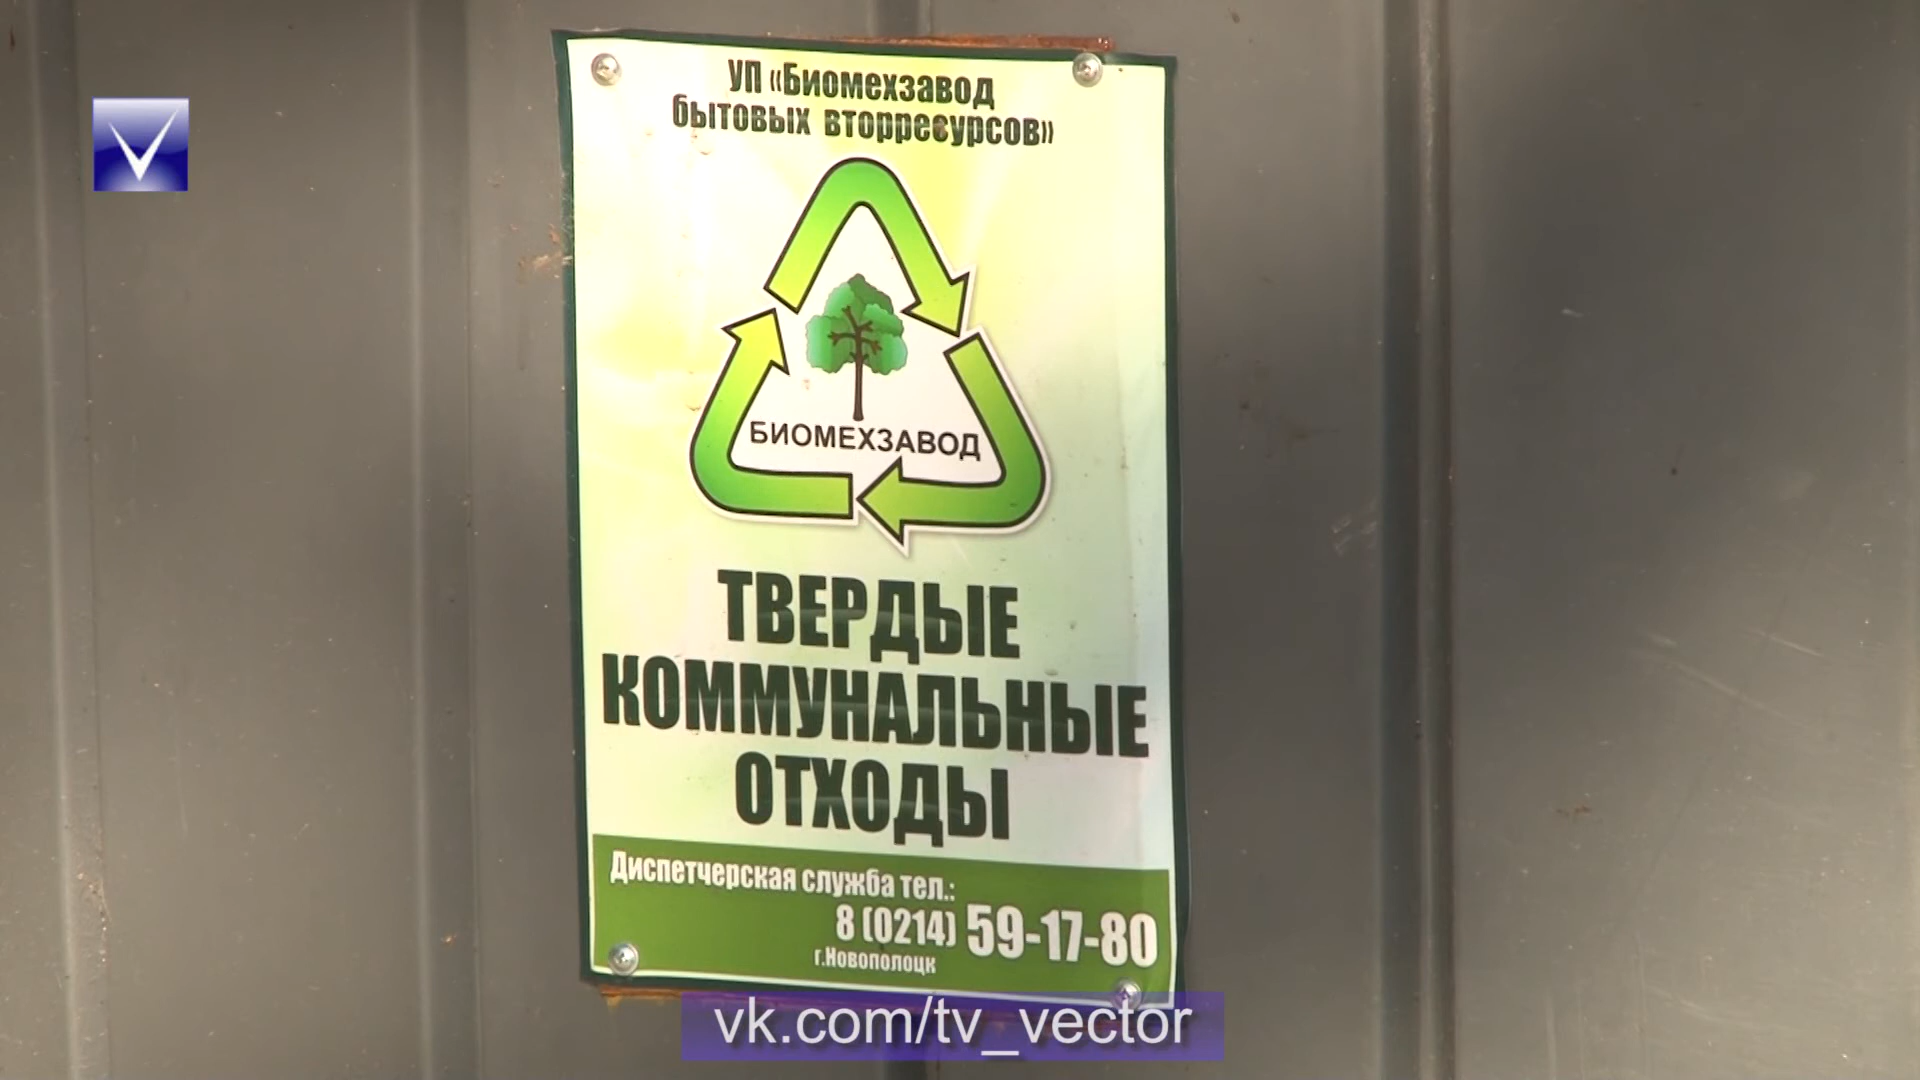 УП «Биомехзавод
бытовых вторресурсов»
БИОМЕХЗАВОД
ТВЕРДЫЕ
КОММУНАЛЬНЫЕ
ОТХОДЫ
Диспетчерская служба тел.:
8 (0214) 59-17-80
г.Новополоцк
vk.com/tv_vector